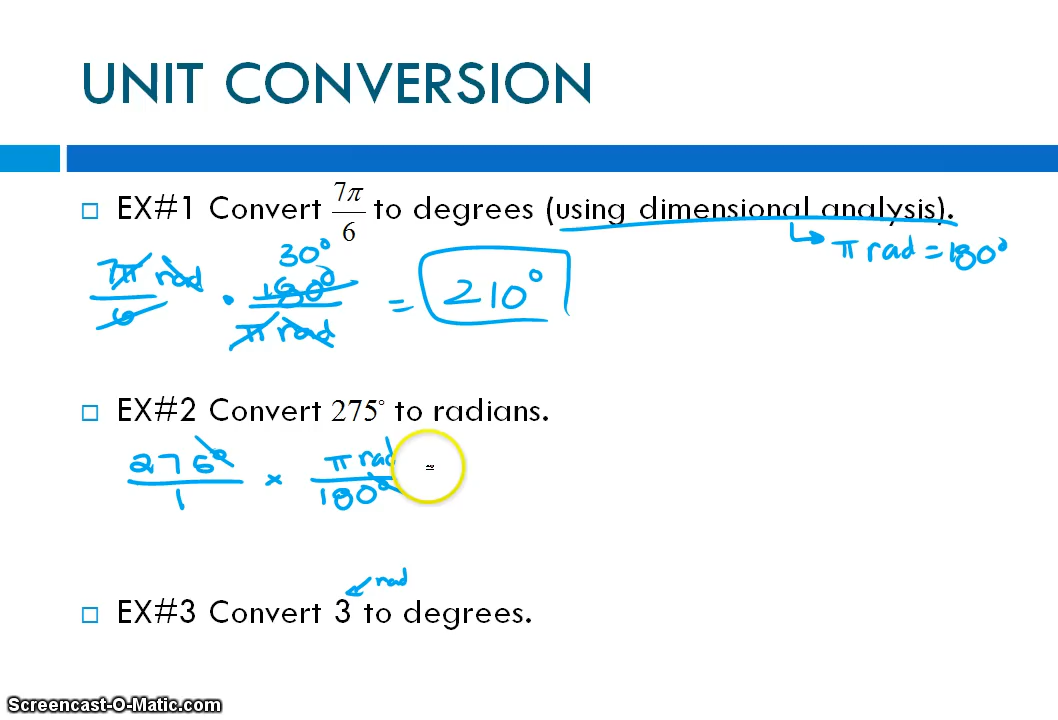 UNIT CONVERSION
EX#1 Convert 7π/6 to degrees (using dimensional analysis).
π rad = 180°
7π rad / 6 · 30° 180° / π rad = 210°
EX#2 Convert 275° to radians.
275° / 1 × π rad / 180°
rad
EX#3 Convert 3 to degrees.
Screencast-O-Matic.com